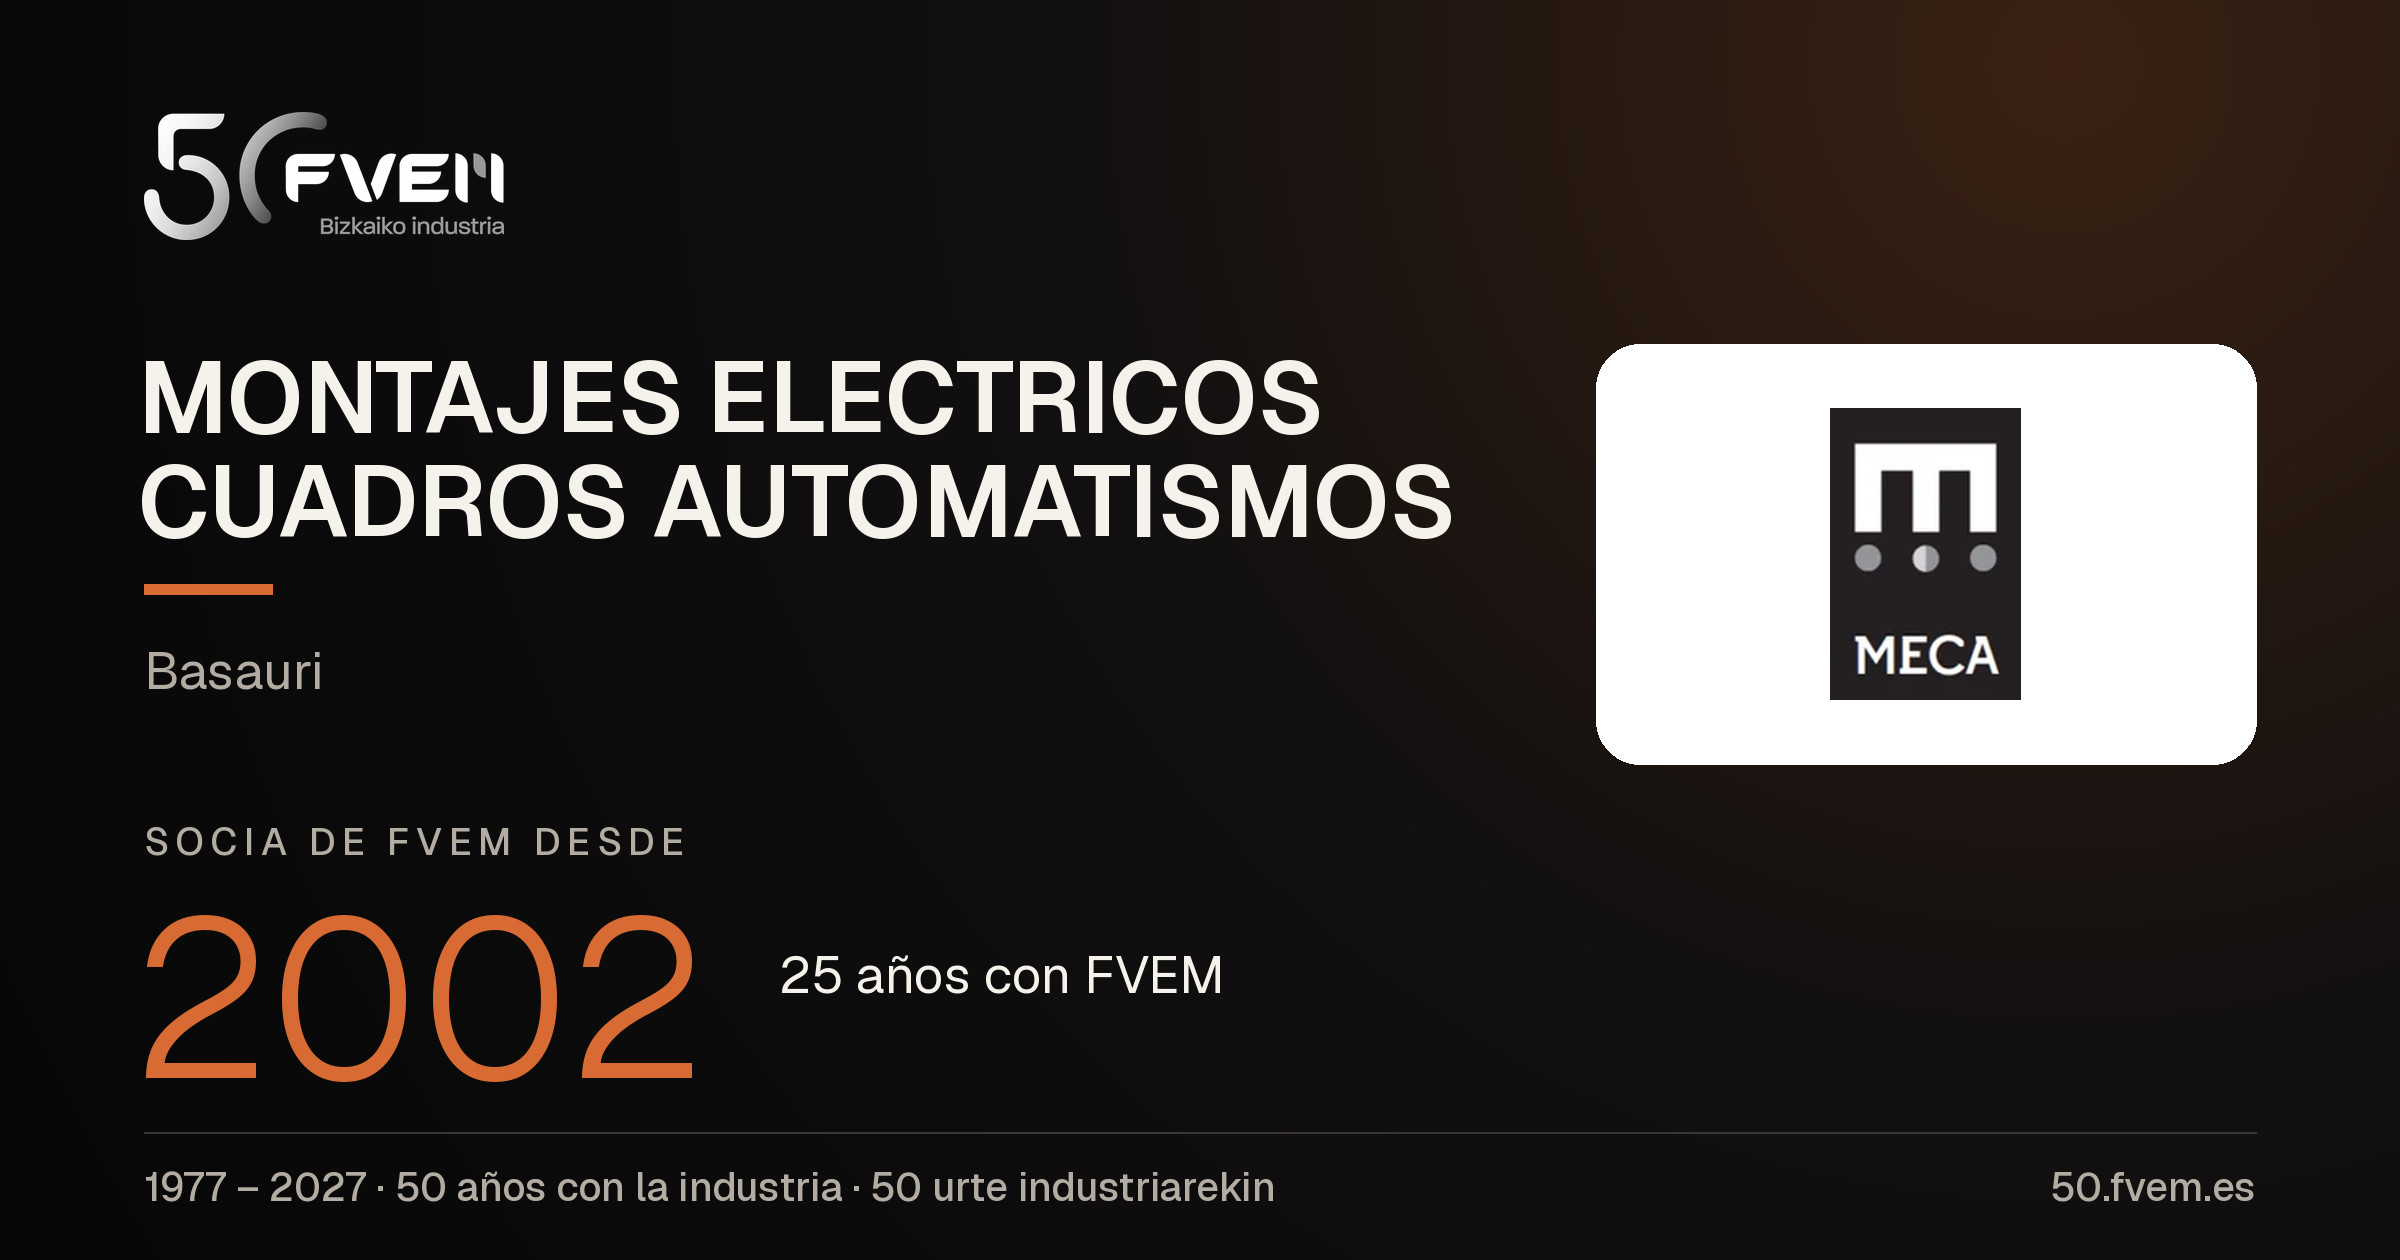 50 FVEM
Bizkaiko industria
MONTAJES ELECTRICOS
CUADROS AUTOMATISMOS
Basauri
MECA
SOCIA DE FVEM DESDE
2002
25 años con FVEM
1977 – 2027 · 50 años con la industria · 50 urte industriarekin
50.fvem.es